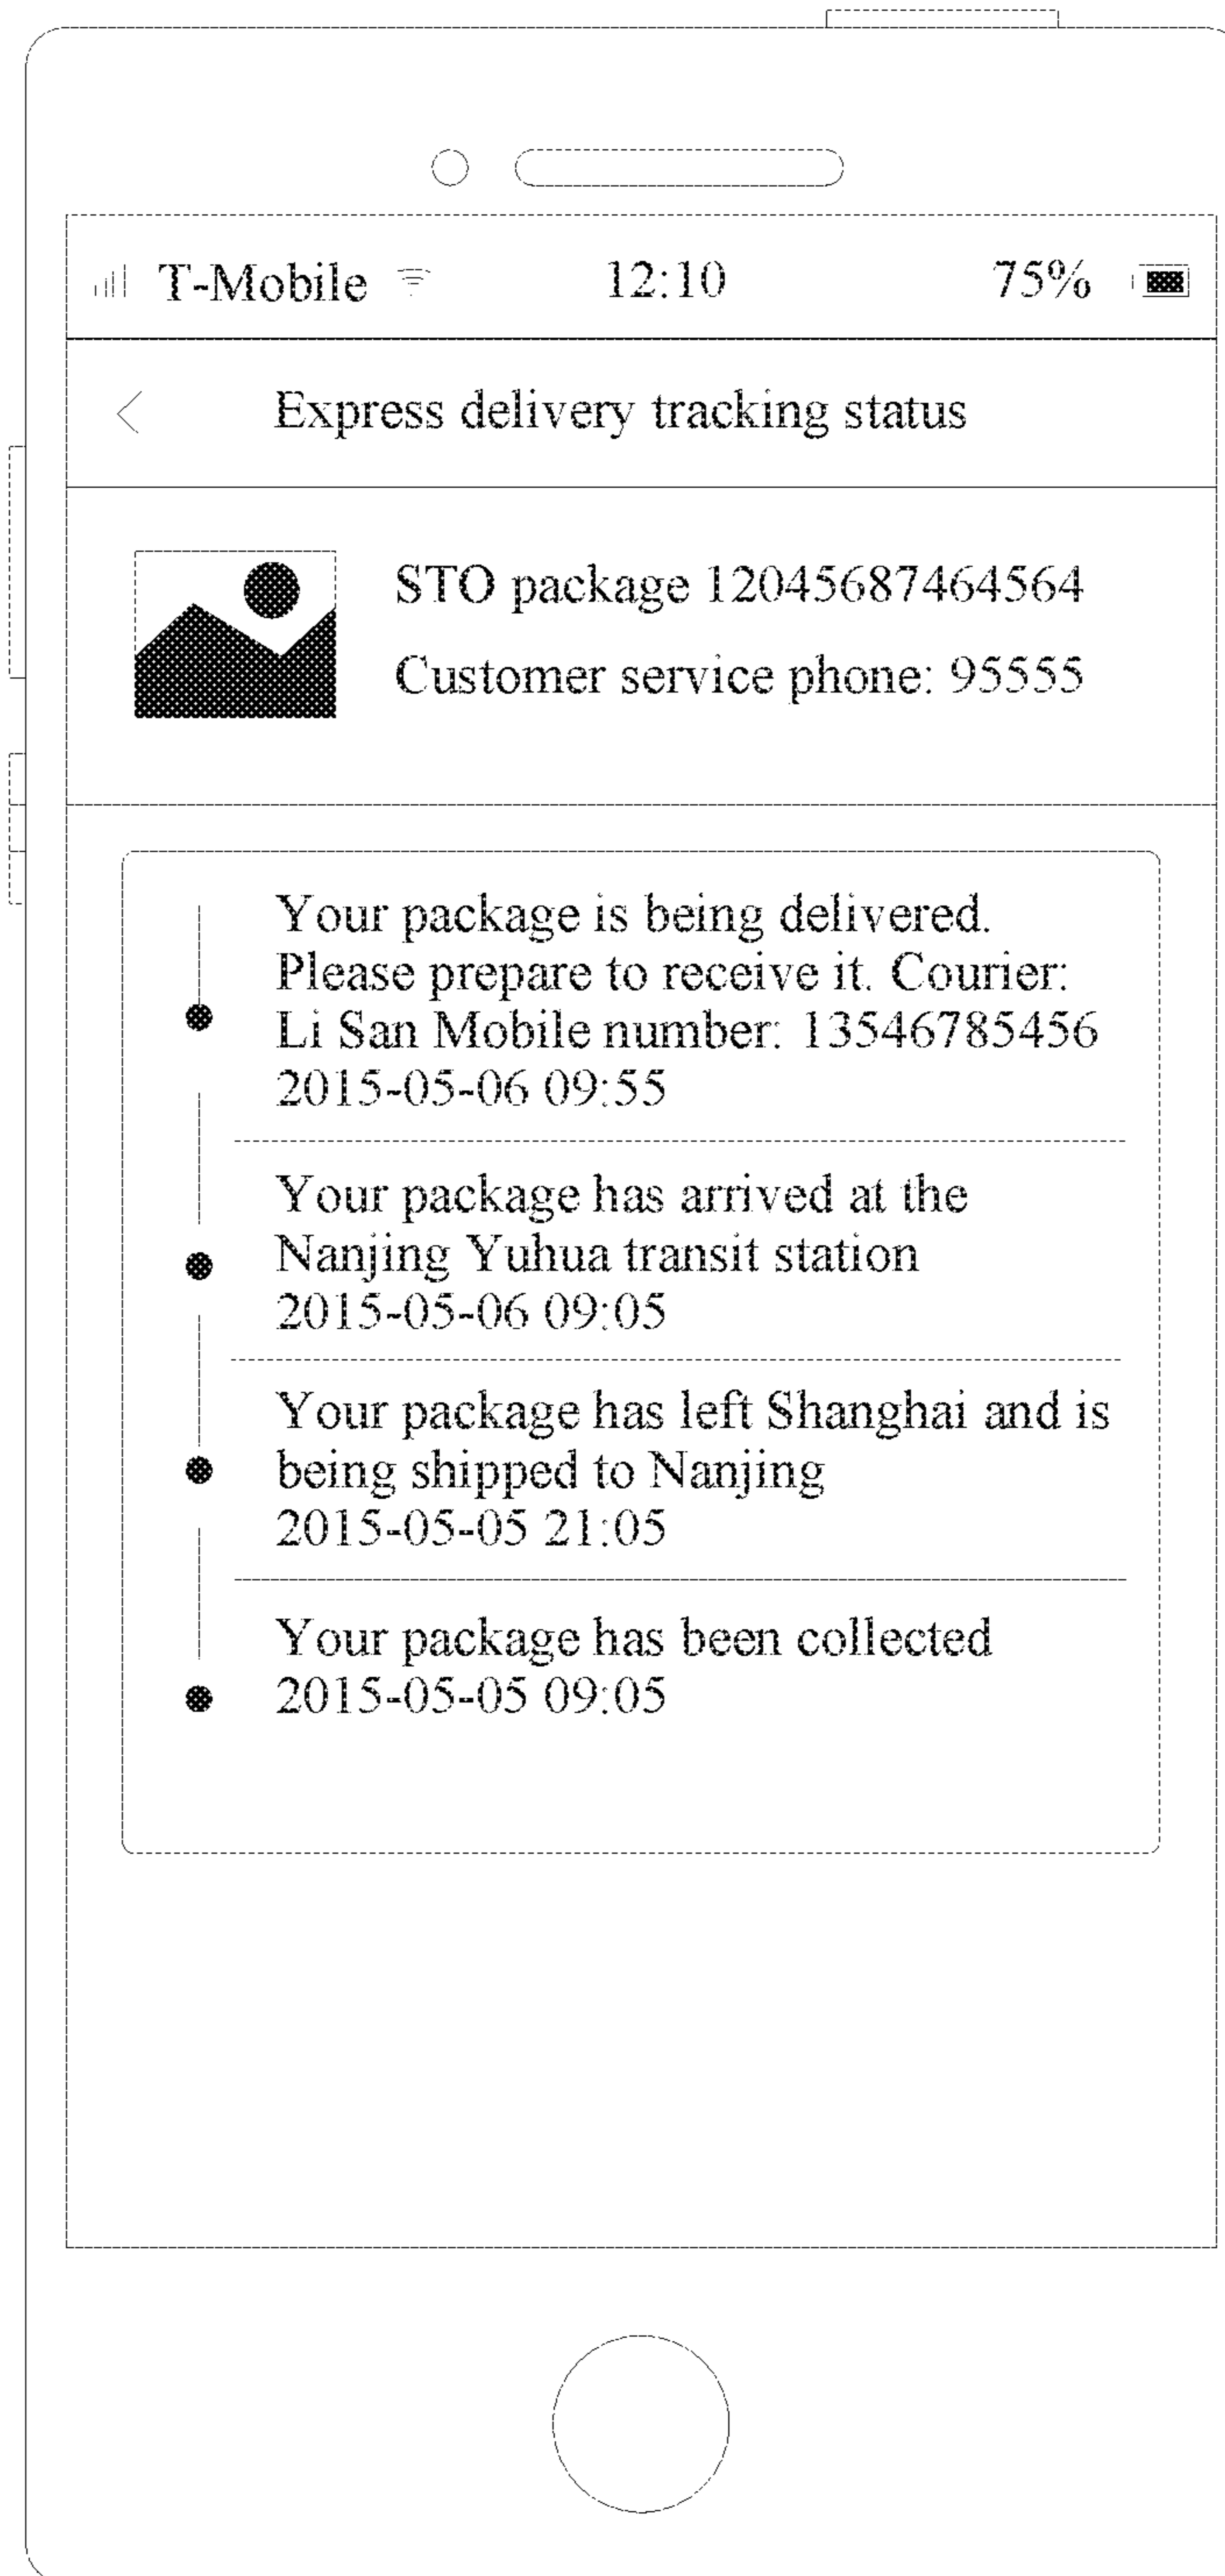 T-Mobile 12:10 75%
Express delivery tracking status
STO package 12045687464564
Customer service phone: 95555
Your package is being delivered.
Please prepare to receive it. Courier:
Li San Mobile number: 13546785456
2015-05-06 09:55
Your package has arrived at the
Nanjing Yuhua transit station
2015-05-06 09:05
Your package has left Shanghai and is
being shipped to Nanjing
2015-05-05 21:05
Your package has been collected
2015-05-05 09:05